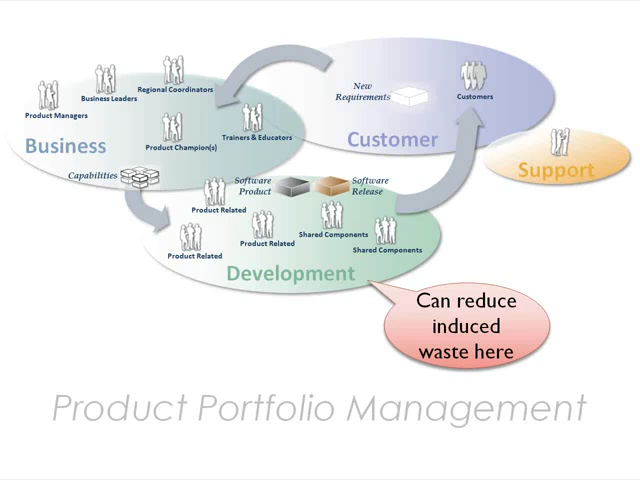 Regional Coordinators
Business Leaders
Product Managers
New
Requirements
Customers
Trainers & Educators
Business
Product Champion(s)
Customer
Capabilities
Support
Software
Product
Software
Release
Product Related
Shared Components
Product Related
Shared Components
Product Related
Development
Can reduce
induced
waste here
Product Portfolio Management